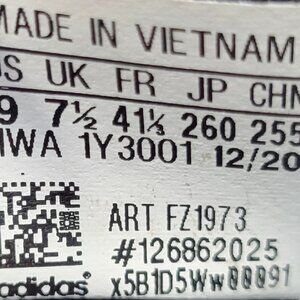 MADE IN VIETNAM
US UK FR JP CHN
9 7½ 41⅓ 260 255
1Y3001 12/20
ART FZ1973
#126862025
adidas x5B1D5Ww00091